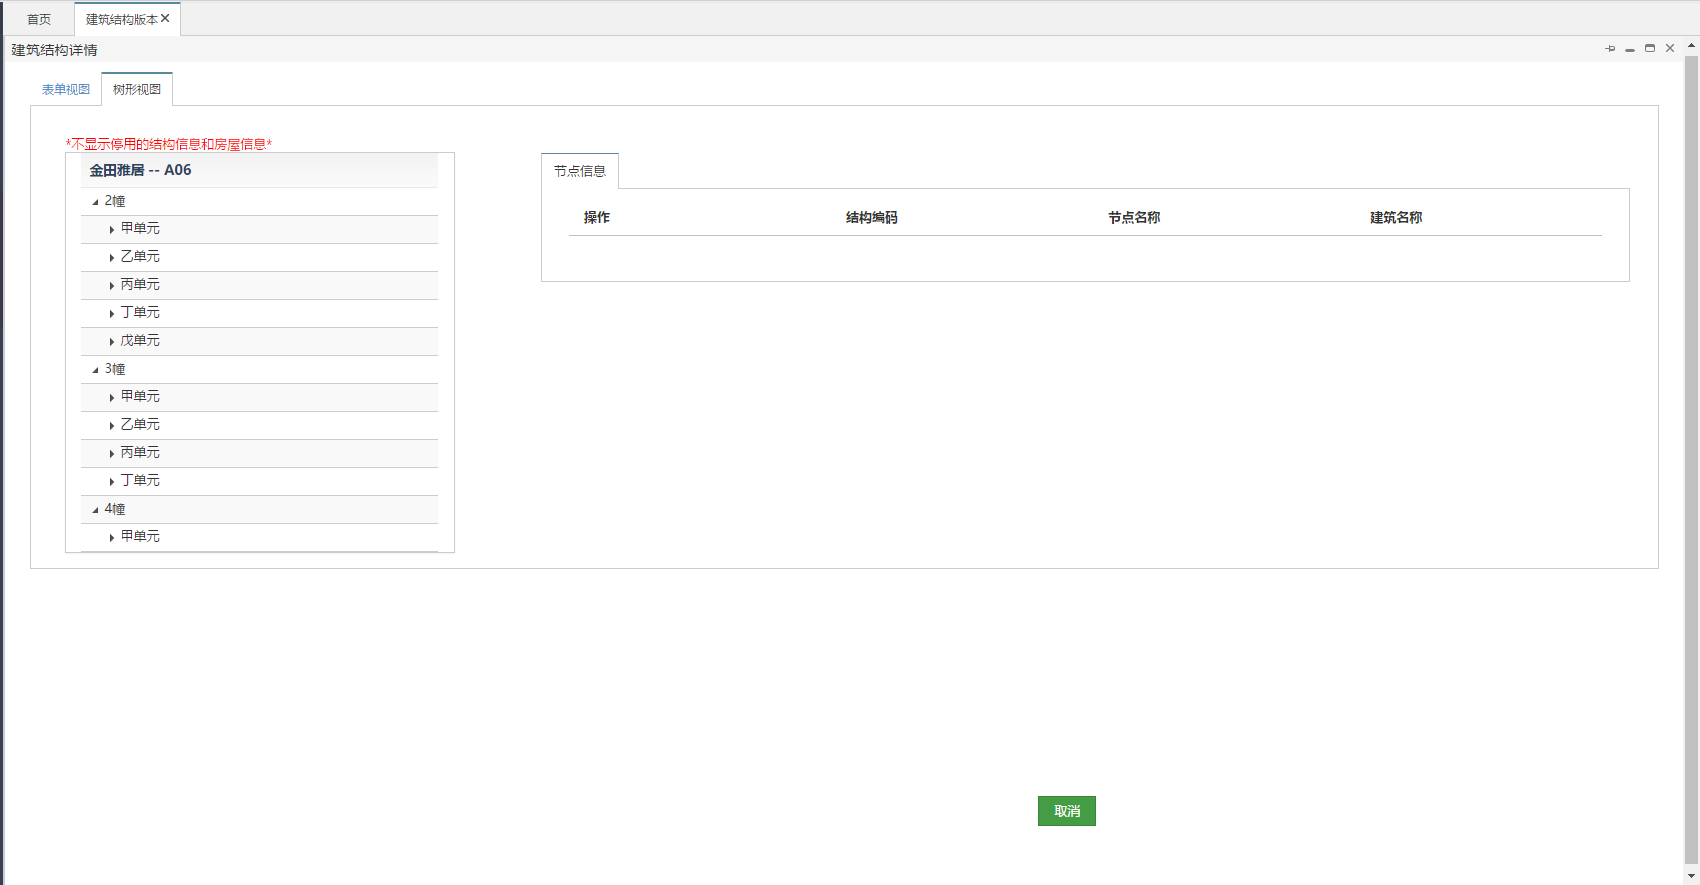 首页
建筑结构版本
建筑结构详情
表单视图
树形视图
*不显示停用的结构信息和房屋信息*
金田雅居 -- A06
2幢
甲单元
乙单元
丙单元
丁单元
戊单元
3幢
甲单元
乙单元
丙单元
丁单元
4幢
甲单元
节点信息
操作 结构编码 节点名称 建筑名称
取消